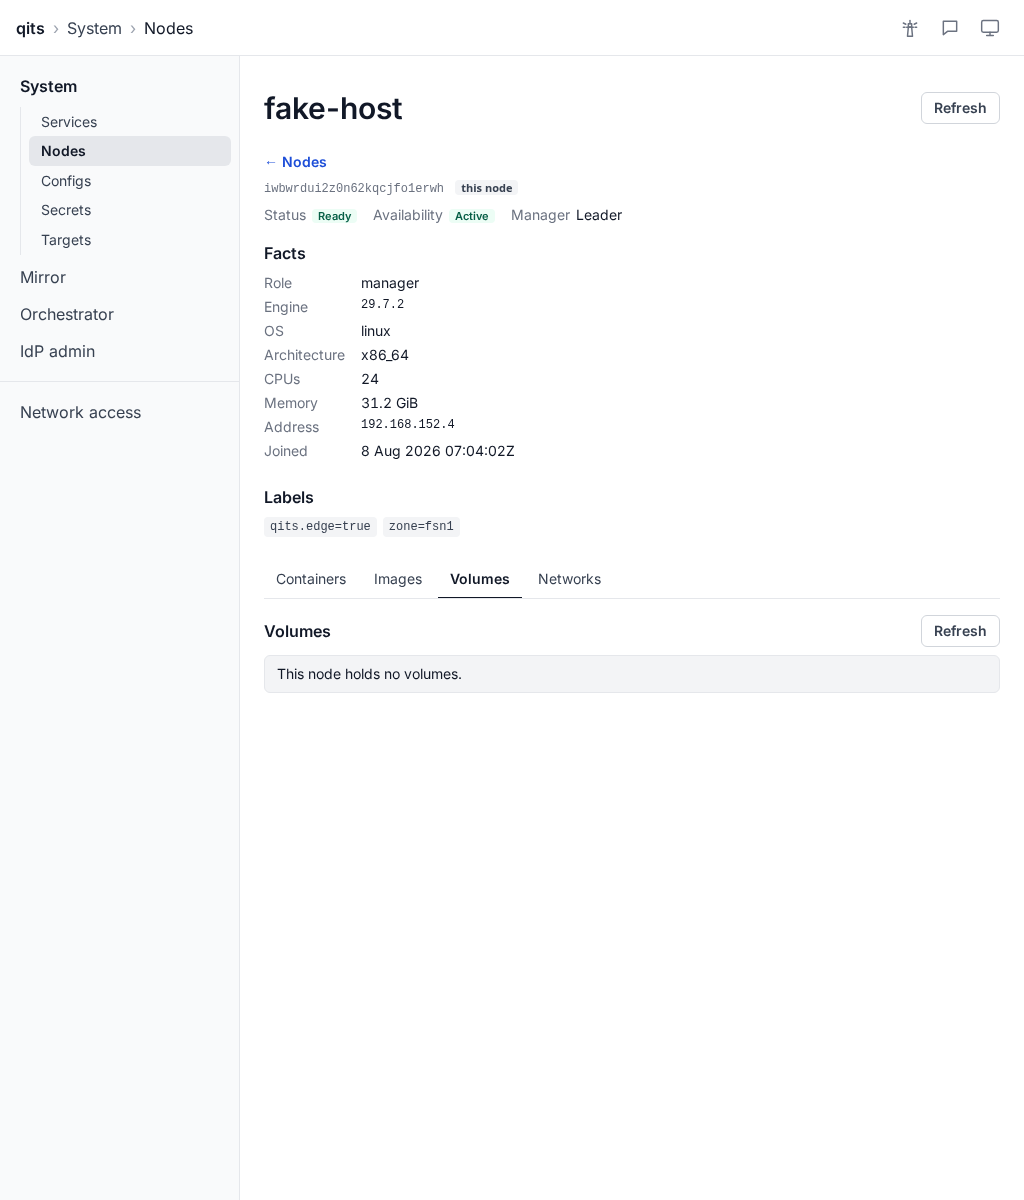 qits › System › Nodes
System
Services
Nodes
Configs
Secrets
Targets
Mirror
Orchestrator
IdP admin
Network access
fake-host
Refresh
← Nodes
iwbwrdui2z0n62kqcjfo1erwh this node
Status Ready Availability Active Manager Leader
Facts
Role manager
Engine 29.7.2
OS linux
Architecture x86_64
CPUs 24
Memory 31.2 GiB
Address 192.168.152.4
Joined 8 Aug 2026 07:04:02Z
Labels
qits.edge=true zone=fsn1
Containers Images Volumes Networks
Volumes
Refresh
This node holds no volumes.